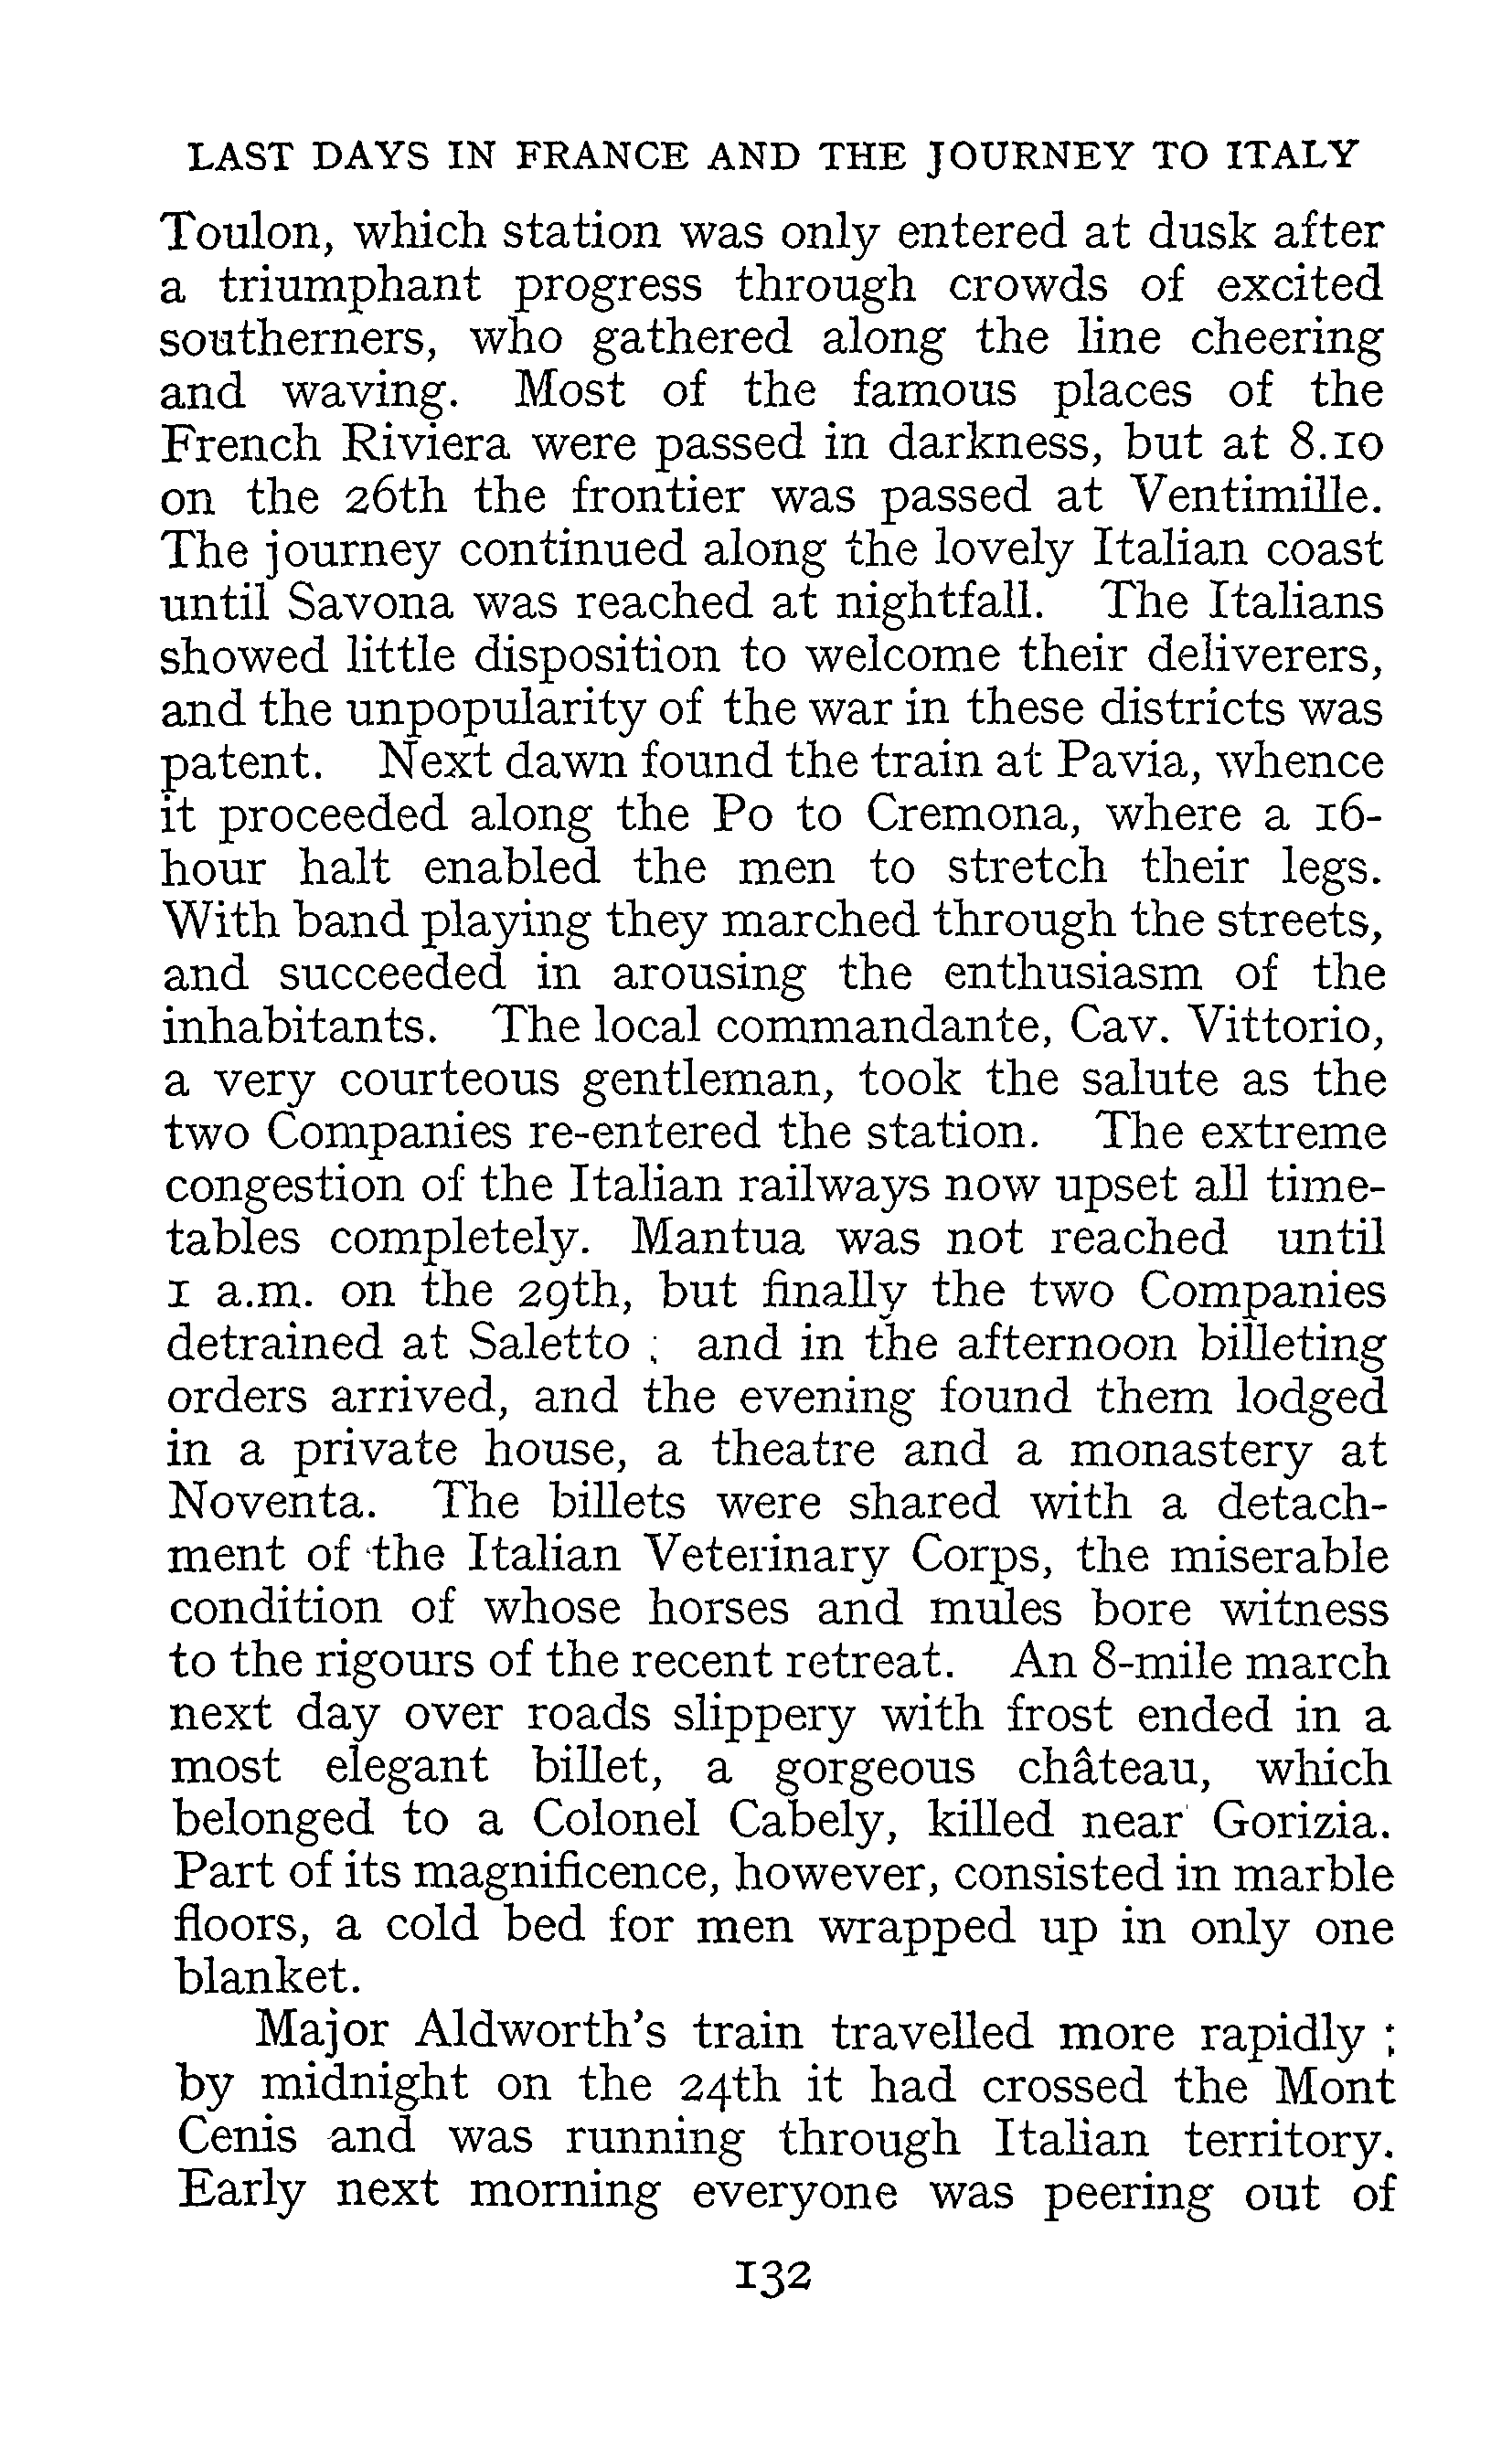 LAST DAYS IN FRANCE AND THE JOURNEY TO ITALY
Toulon, which station was only entered at dusk after
a triumphant progress through crowds of excited
southerners, who gathered along the line cheering
and waving. Most of the famous places of the
French Riviera were passed in darkness, but at 8.10
on the 26th the frontier was passed at Ventimille.
The journey continued along the lovely Italian coast
until Savona was reached at nightfall. The Italians
showed little disposition to welcome their deliverers,
and the unpopularity of the war in these districts was
patent. Next dawn found the train at Pavia, whence
it proceeded along the Po to Cremona, where a 16-
hour halt enabled the men to stretch their legs.
With band playing they marched through the streets,
and succeeded in arousing the enthusiasm of the
inhabitants. The local commandante, Cav. Vittorio,
a very courteous gentleman, took the salute as the
two Companies re-entered the station. The extreme
congestion of the Italian railways now upset all time-
tables completely. Mantua was not reached until
1 a.m. on the 29th, but finally the two Companies
detrained at Saletto ; and in the afternoon billeting
orders arrived, and the evening found them lodged
in a private house, a theatre and a monastery at
Noventa. The billets were shared with a detach-
ment of the Italian Veterinary Corps, the miserable
condition of whose horses and mules bore witness
to the rigours of the recent retreat. An 8-mile march
next day over roads slippery with frost ended in a
most elegant billet, a gorgeous château, which
belonged to a Colonel Cabely, killed near Gorizia.
Part of its magnificence, however, consisted in marble
floors, a cold bed for men wrapped up in only one
blanket.
Major Aldworth's train travelled more rapidly ;
by midnight on the 24th it had crossed the Mont
Cenis and was running through Italian territory.
Early next morning everyone was peering out of
132